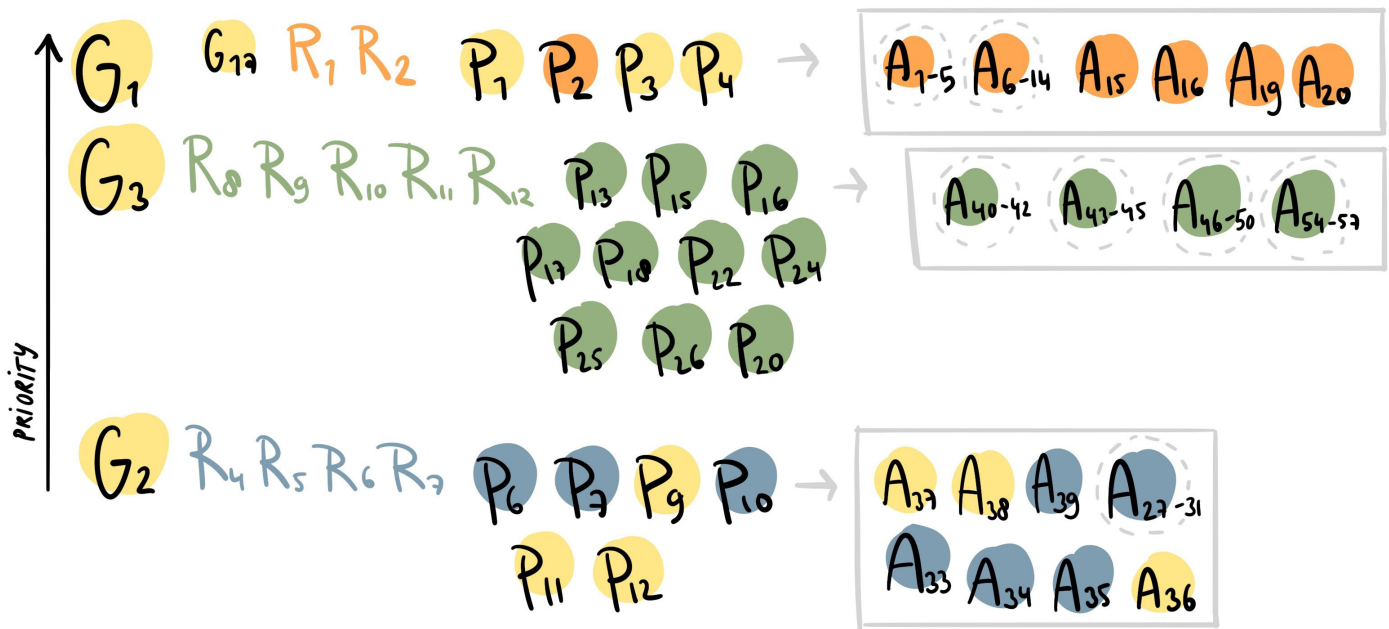 G1 G17 R1 R2 P1 P2 P3 P4 A1-5 A6-14 A15 A16 A19 A20
G3 R8 R9 R10 R11 R12 P13 P15 P16 A40-42 A43-45 A46-50 A54-57
P17 P18 P22 P24
P25 P26 P20
PRIORITY
G2 R4 R5 R6 R7 P6 P7 P9 P10 A37 A38 A39 A27-31
P11 P12 A33 A34 A35 A36